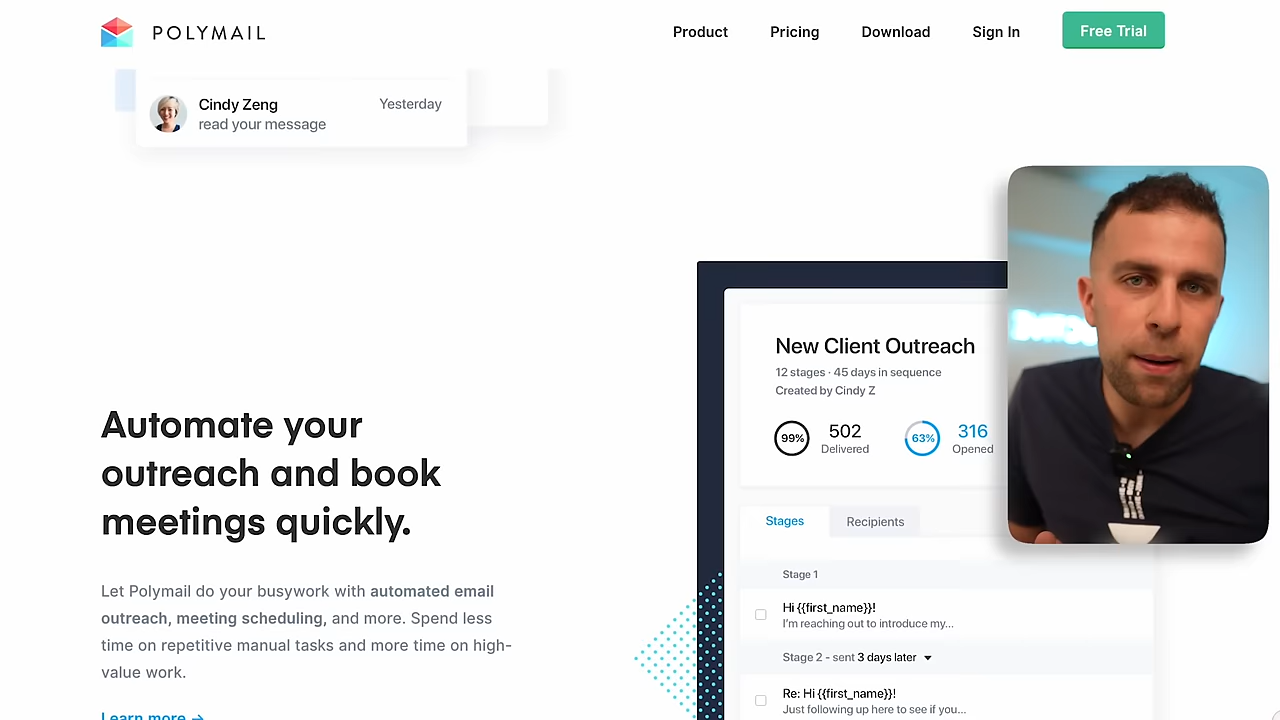 POLYMAIL
Product Pricing Download Sign In Free Trial
Cindy Zeng Yesterday
read your message
New Client Outreach
12 stages · 45 days in sequence
Created by Cindy Z
99% 502 Delivered
63% 316 Opened
Automate your
outreach and book
meetings quickly.
Stages Recipients
Stage 1
Let Polymail do your busywork with automated email
outreach, meeting scheduling, and more. Spend less
time on repetitive manual tasks and more time on high-
value work.
Learn more →
Hi {{first_name}}!
I'm reaching out to introduce my...
Stage 2 - sent 3 days later
Re: Hi {{first_name}}!
Just following up here to see if you...